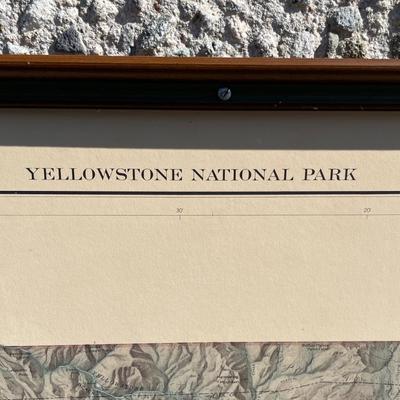 YELLOWSTONE NATIONAL PARK
30' 20'